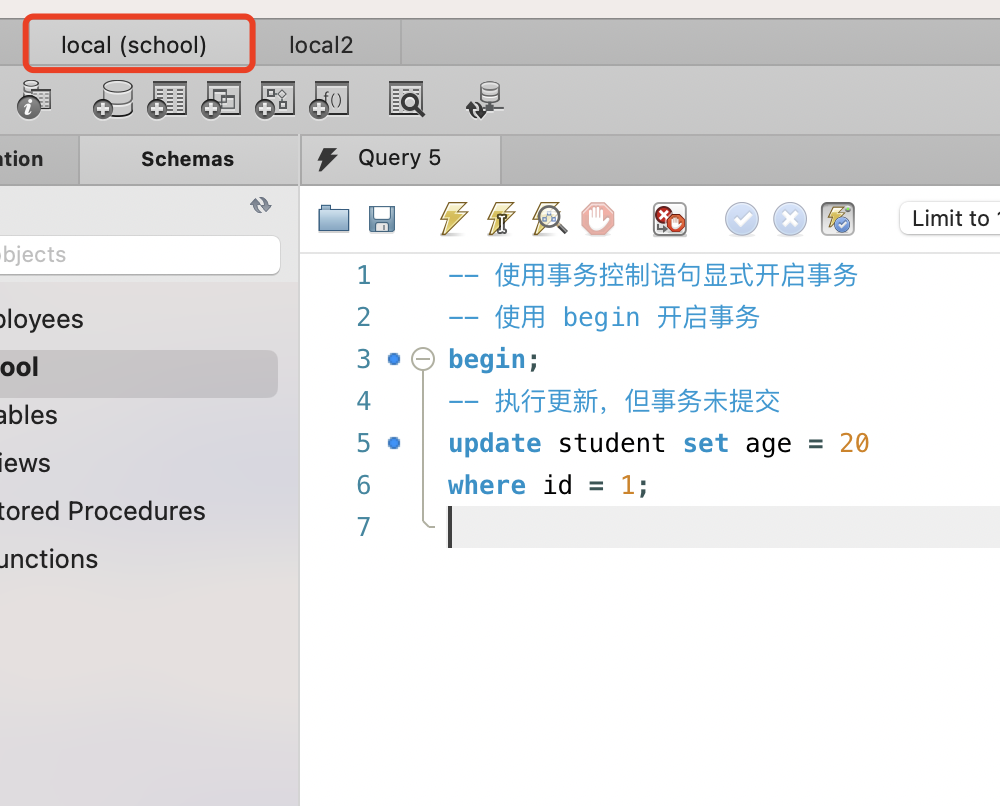 local (school)
local2
i
f()
tion
Schemas
Query 5
bjects
Limit to 1
ployees
ool
ables
iews
tored Procedures
unctions
1 -- 使用事务控制语句显式开启事务
2 -- 使用 begin 开启事务
3 begin;
4 -- 执行更新，但事务未提交
5 update student set age = 20
6 where id = 1;
7